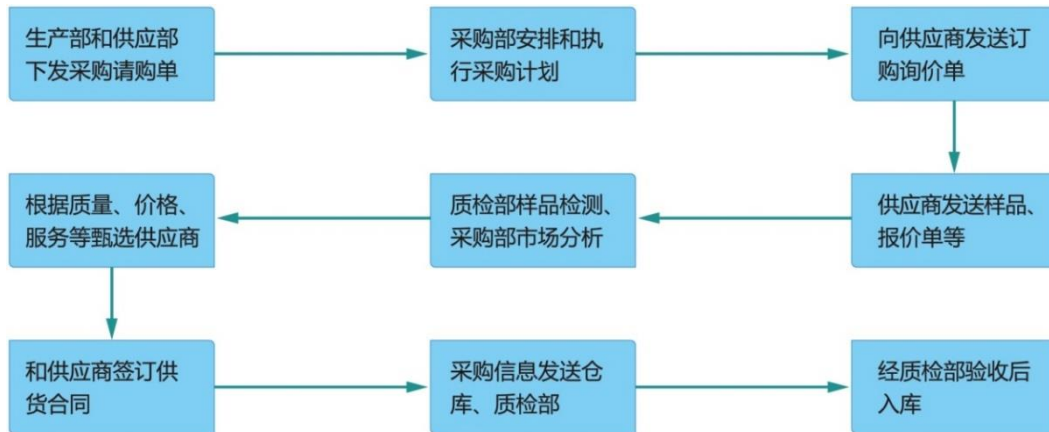 生产部和供应部
下发采购请购单
采购部安排和执
行采购计划
向供应商发送订
购询价单
供应商发送样品、
报价单等
质检部样品检测、
采购部市场分析
根据质量、价格、
服务等甄选供应商
和供应商签订供
货合同
采购信息发送仓
库、质检部
经质检部验收后
入库